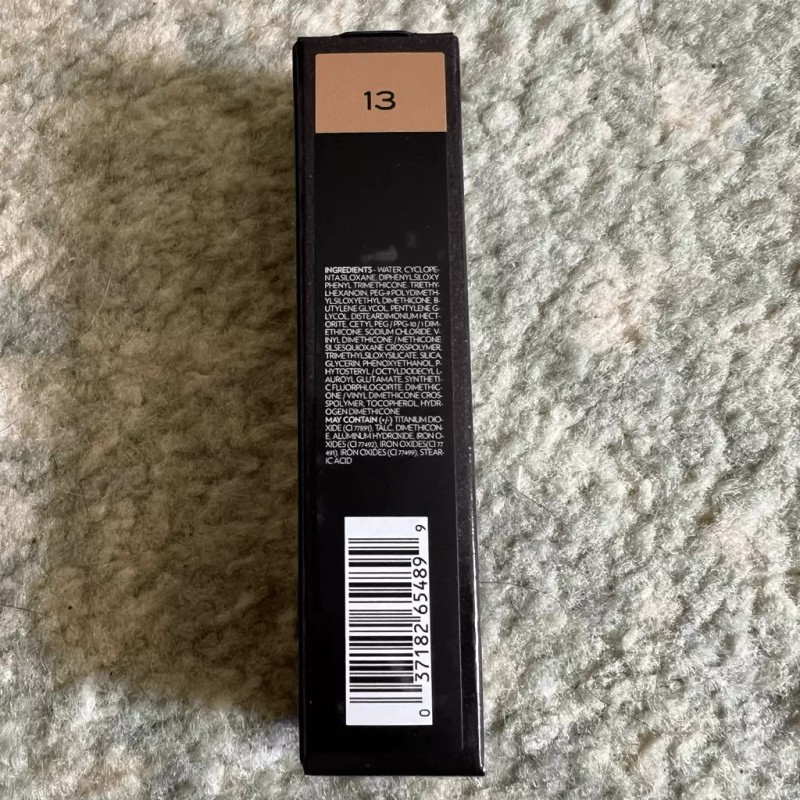 13
INGREDIENTS - WATER, CYCLOPE-
NTASILOXANE, DIPHENYLSILOXY
PHENYL TRIMETHICONE, TRIETHY-
LHEXANOIN, PEG-9 POLYDIMETH-
YLSILOXYETHYL DIMETHICONE, B-
UTYLENE GLYCOL, PENTYLENE G-
LYCOL, DISTEARDIMONIUM HECT-
ORITE, CETYL PEG / PPG-10 / 1 DIM-
ETHICONE, SODIUM CHLORIDE, V-
INYL DIMETHICONE / METHICONE
SILSESQUIOXANE CROSSPOLYMER,
TRIMETHYLSILOXYSILICATE, SILICA,
GLYCERIN, PHENOXYETHANOL, P-
HYTOSTERYL / OCTYLDODECYL L-
AUROYL GLUTAMATE, SYNTHETI-
C FLUORPHLOGOPITE, DIMETHIC-
ONE / VINYL DIMETHICONE CROS-
SPOLYMER, TOCOPHEROL, HYDR-
OGEN DIMETHICONE
MAY CONTAIN (+/-) TITANIUM DIO-
XIDE (CI 77891), TALC, DIMETHICON-
E, ALUMINUM HYDROXIDE, IRON O-
XIDES (CI 77492), IRON OXIDES(CI 77
491), IRON OXIDES (CI 77499), STEAR-
IC ACID
0 37182 65489 9